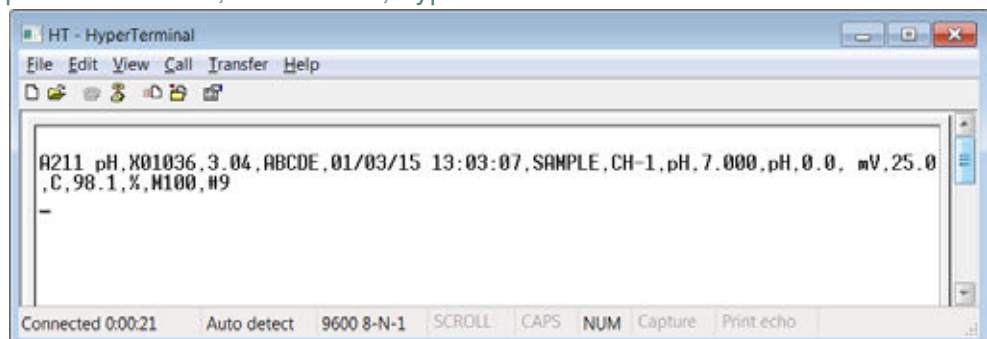 HT - HyperTerminal
File Edit View Call Transfer Help
A211 pH,X01036,3.04,ABCDE,01/03/15 13:03:07,SAMPLE,CH-1,pH,7.000,pH,0.0, mV,25.0
,C,98.1,%,M100,#9
Connected 0:00:21 Auto detect 9600 8-N-1 SCROLL CAPS NUM Capture Print echo